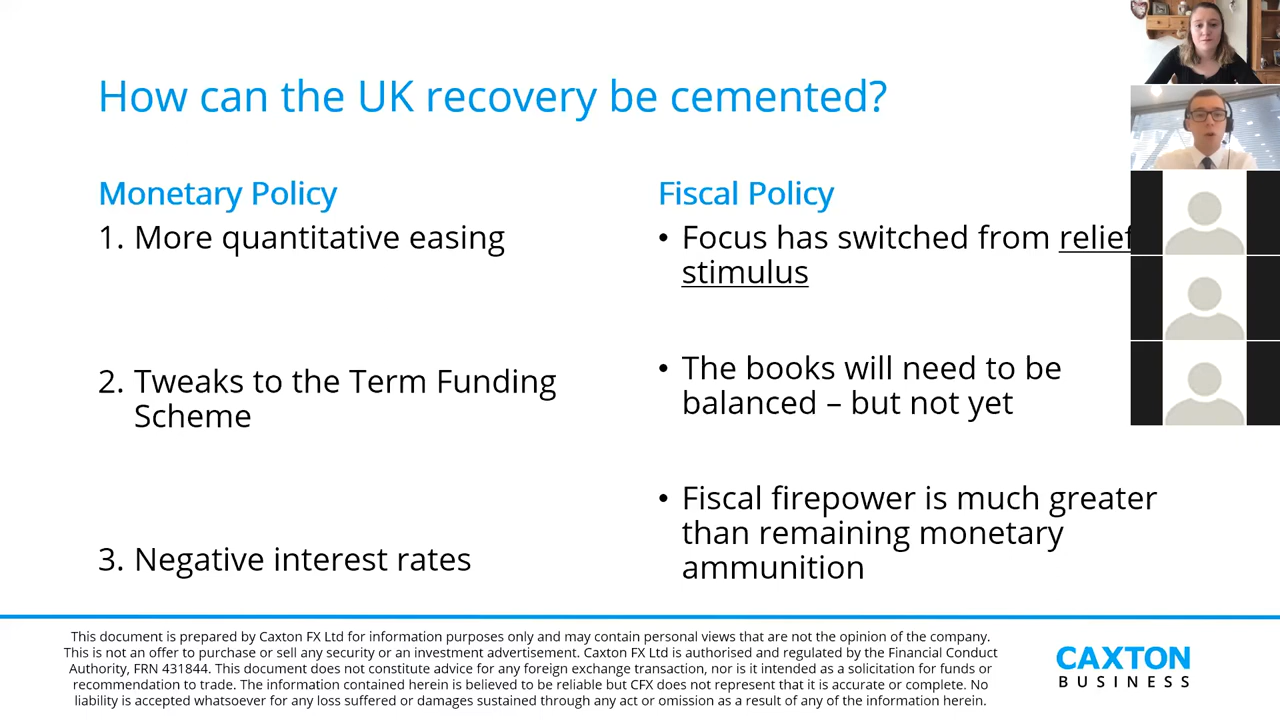 How can the UK recovery be cemented?
Monetary Policy
1. More quantitative easing
2. Tweaks to the Term Funding
Scheme
3. Negative interest rates
Fiscal Policy
• Focus has switched from relief
stimulus
• The books will need to be
balanced – but not yet
• Fiscal firepower is much greater
than remaining monetary
ammunition
This document is prepared by Caxton FX Ltd for information purposes only and may contain personal views that are not the opinion of the company.
This is not an offer to purchase or sell any security or an investment advertisement. Caxton FX Ltd is authorised and regulated by the Financial Conduct
Authority, FRN 431844. This document does not constitute advice for any foreign exchange transaction, nor is it intended as a solicitation for funds or
recommendation to trade. The information contained herein is believed to be reliable but CFX does not represent that it is accurate or complete. No
liability is accepted whatsoever for any loss suffered or damages sustained through any act or omission as a result of any of the information herein.
CAXTON
BUSINESS